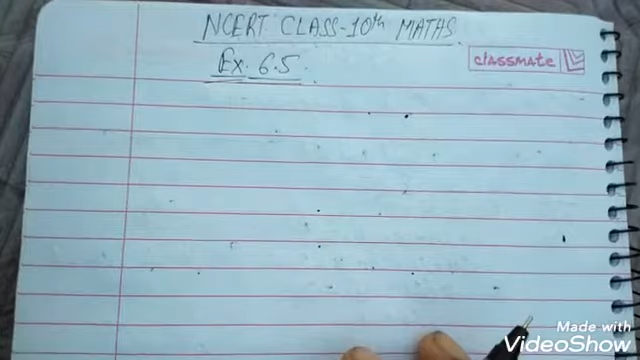 NCERT CLASS-10th MATHS
Ex. 6.5
classmate
Made with
VideoShow